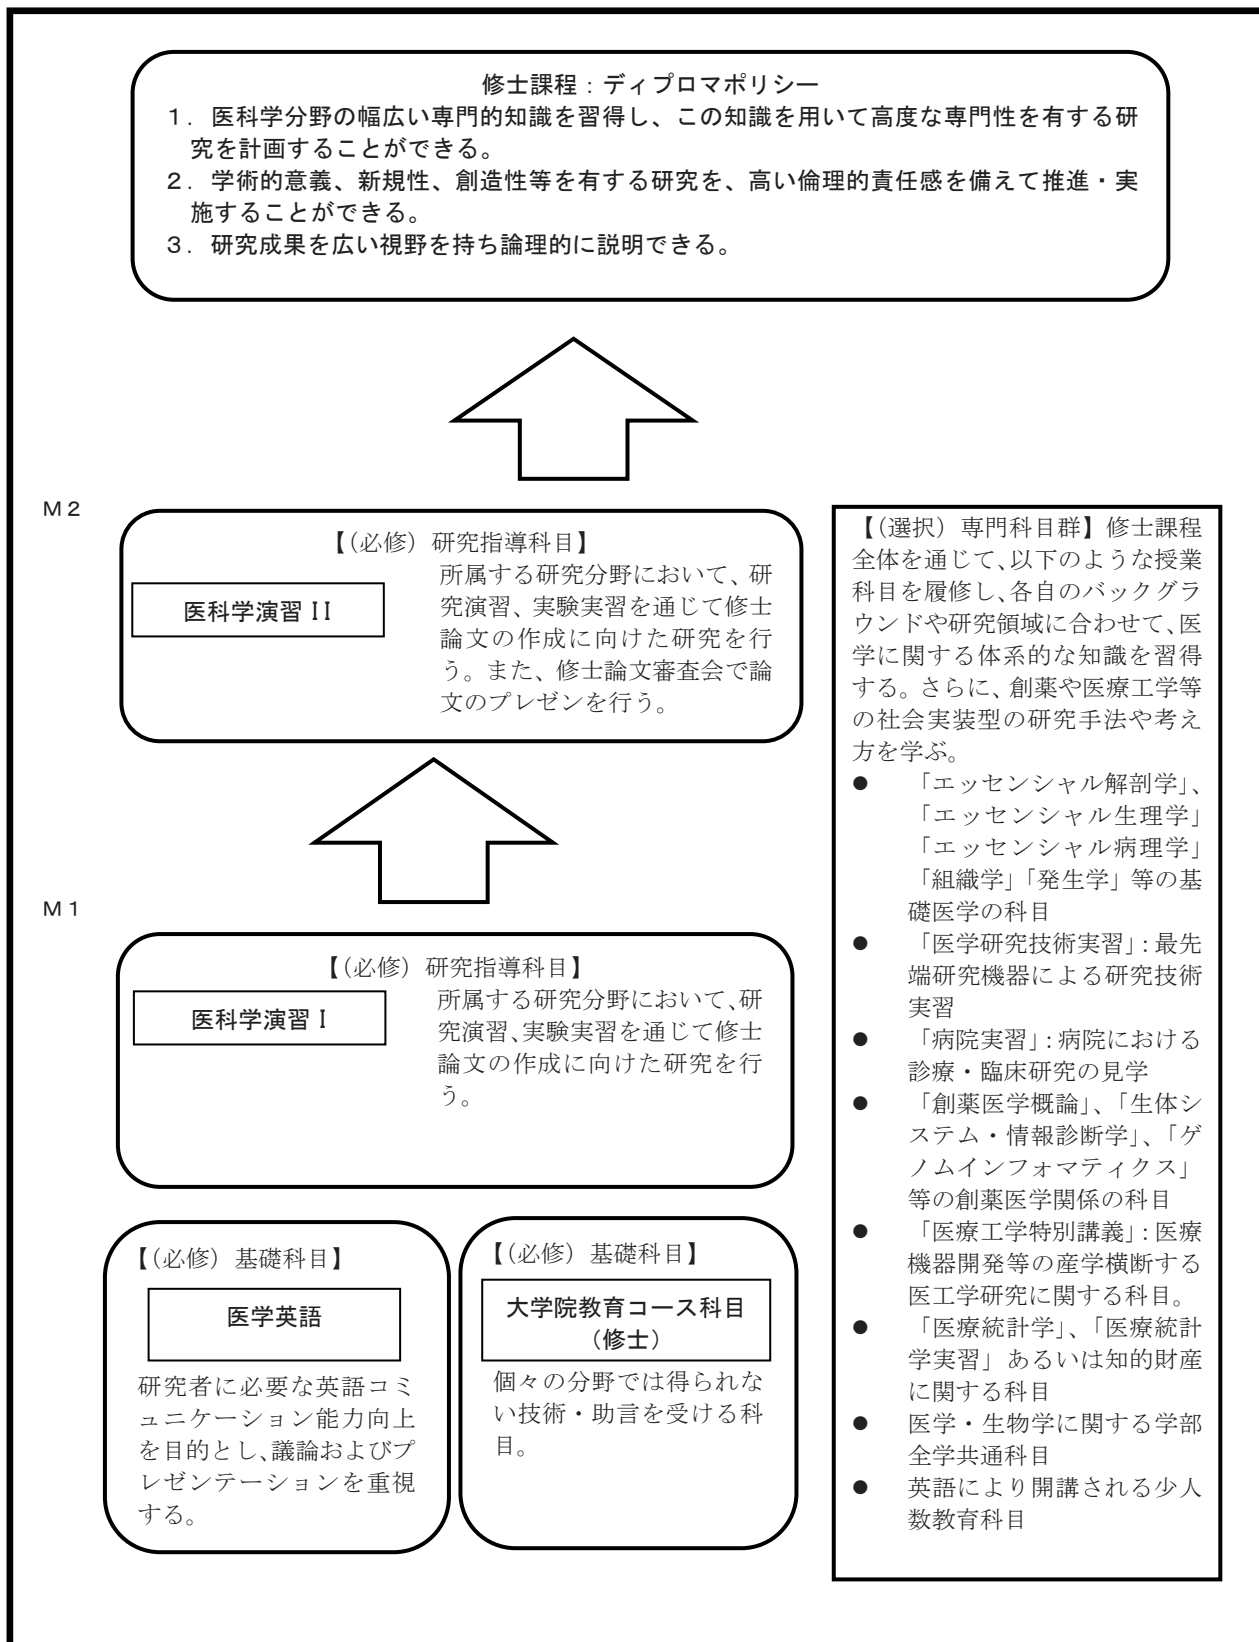 修士課程：ディプロマポリシー
１．医科学分野の幅広い専門的知識を習得し、この知識を用いて高度な専門性を有する研
究を計画することができる。
２．学術的意義、新規性、創造性等を有する研究を、高い倫理的責任感を備えて推進・実
施することができる。
３．研究成果を広い視野を持ち論理的に説明できる。
Ｍ２
【（必修）研究指導科目】
医科学演習 II
所属する研究分野において、研
究演習、実験実習を通じて修士
論文の作成に向けた研究を行
う。また、修士論文審査会で論
文のプレゼンを行う。
Ｍ１
【（必修）研究指導科目】
医科学演習 I
所属する研究分野において、研
究演習、実験実習を通じて修士
論文の作成に向けた研究を行
う。
【（必修）基礎科目】
医学英語
研究者に必要な英語コミ
ュニケーション能力向上
を目的とし、議論およびプ
レゼンテーションを重視
する。
【（必修）基礎科目】
大学院教育コース科目
（修士）
個々の分野では得られな
い技術・助言を受ける科
目。
【（選択）専門科目群】修士課程
全体を通じて、以下のような授業
科目を履修し、各自のバックグラ
ウンドや研究領域に合わせて、医
学に関する体系的な知識を習得
する。さらに、創薬や医療工学等
の社会実装型の研究手法や考え
方を学ぶ。
● 「エッセンシャル解剖学」、
「エッセンシャル生理学」
「エッセンシャル病理学」
「組織学」「発生学」等の基
礎医学の科目
● 「医学研究技術実習」：最先
端研究機器による研究技術
実習
● 「病院実習」：病院における
診療・臨床研究の見学
● 「創薬医学概論」、「生体シ
ステム・情報診断学」、「ゲ
ノムインフォマティクス」
等の創薬医学関係の科目
● 「医療工学特別講義」：医療
機器開発等の産学横断する
医工学研究に関する科目。
● 「医療統計学」、「医療統計
学実習」あるいは知的財産
に関する科目
● 医学・生物学に関する学部
全学共通科目
● 英語により開講される少人
数教育科目